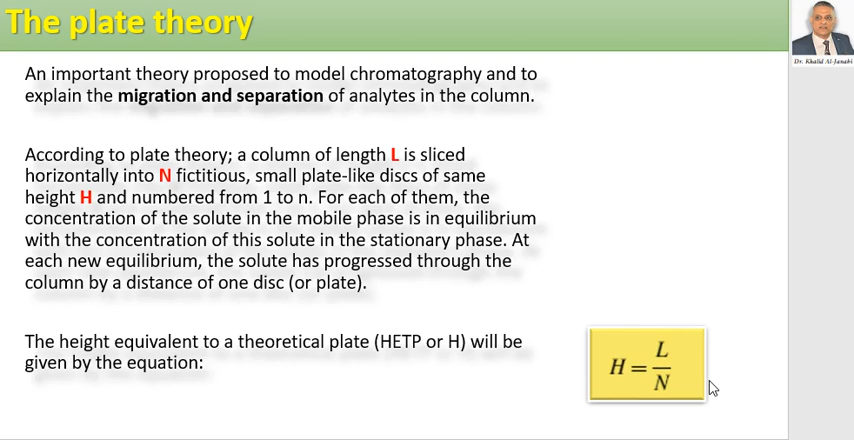 The plate theory
Dr. Khalid Al-Janabi
An important theory proposed to model chromatography and to
explain the migration and separation of analytes in the column.
According to plate theory; a column of length L is sliced
horizontally into N fictitious, small plate-like discs of same
height H and numbered from 1 to n. For each of them, the
concentration of the solute in the mobile phase is in equilibrium
with the concentration of this solute in the stationary phase. At
each new equilibrium, the solute has progressed through the
column by a distance of one disc (or plate).
The height equivalent to a theoretical plate (HETP or H) will be
given by the equation:
H = L/N